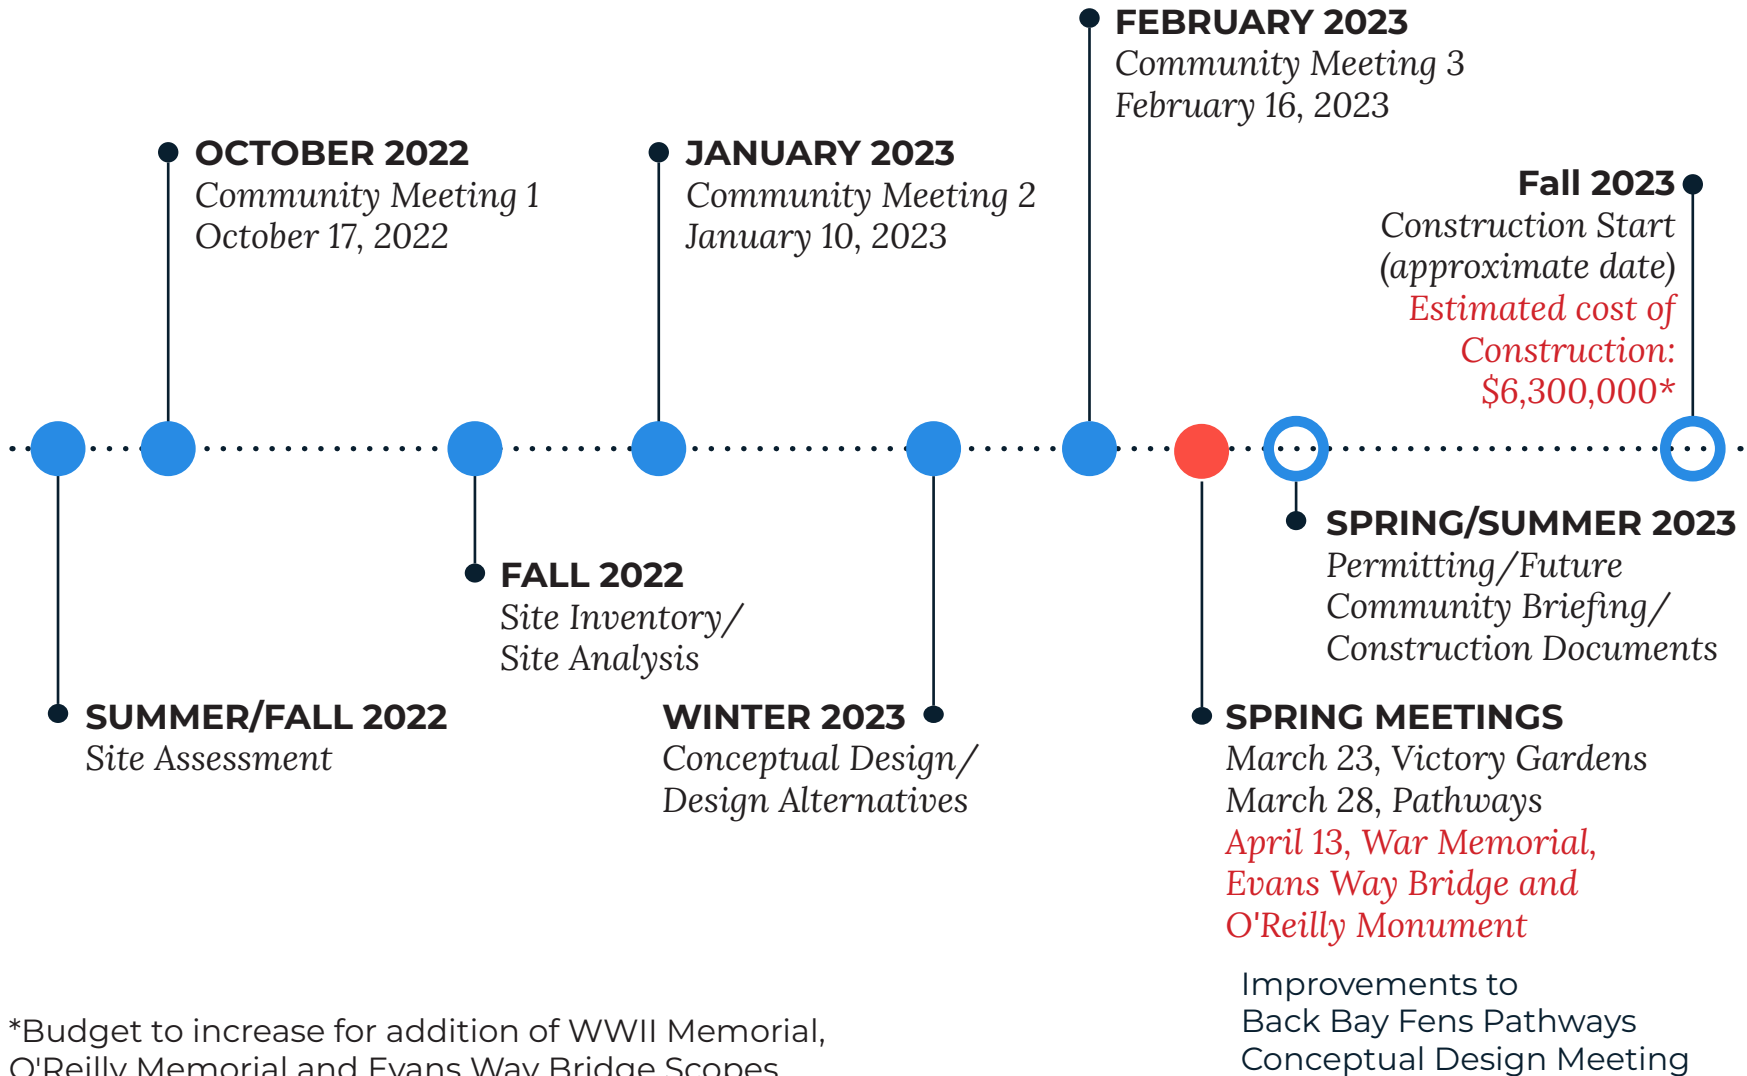 FEBRUARY 2023
Community Meeting 3
February 16, 2023
OCTOBER 2022
Community Meeting 1
October 17, 2022
JANUARY 2023
Community Meeting 2
January 10, 2023
Fall 2023
Construction Start
(approximate date)
Estimated cost of
Construction:
$6,300,000*
SPRING/SUMMER 2023
Permitting/Future
Community Briefing/
Construction Documents
FALL 2022
Site Inventory/
Site Analysis
SUMMER/FALL 2022
Site Assessment
WINTER 2023
Conceptual Design/
Design Alternatives
SPRING MEETINGS
March 23, Victory Gardens
March 28, Pathways
April 13, War Memorial,
Evans Way Bridge and
O'Reilly Monument
Improvements to
Back Bay Fens Pathways
Conceptual Design Meeting
*Budget to increase for addition of WWII Memorial,
O'Reilly Memorial and Evans Way Bridge Scopes